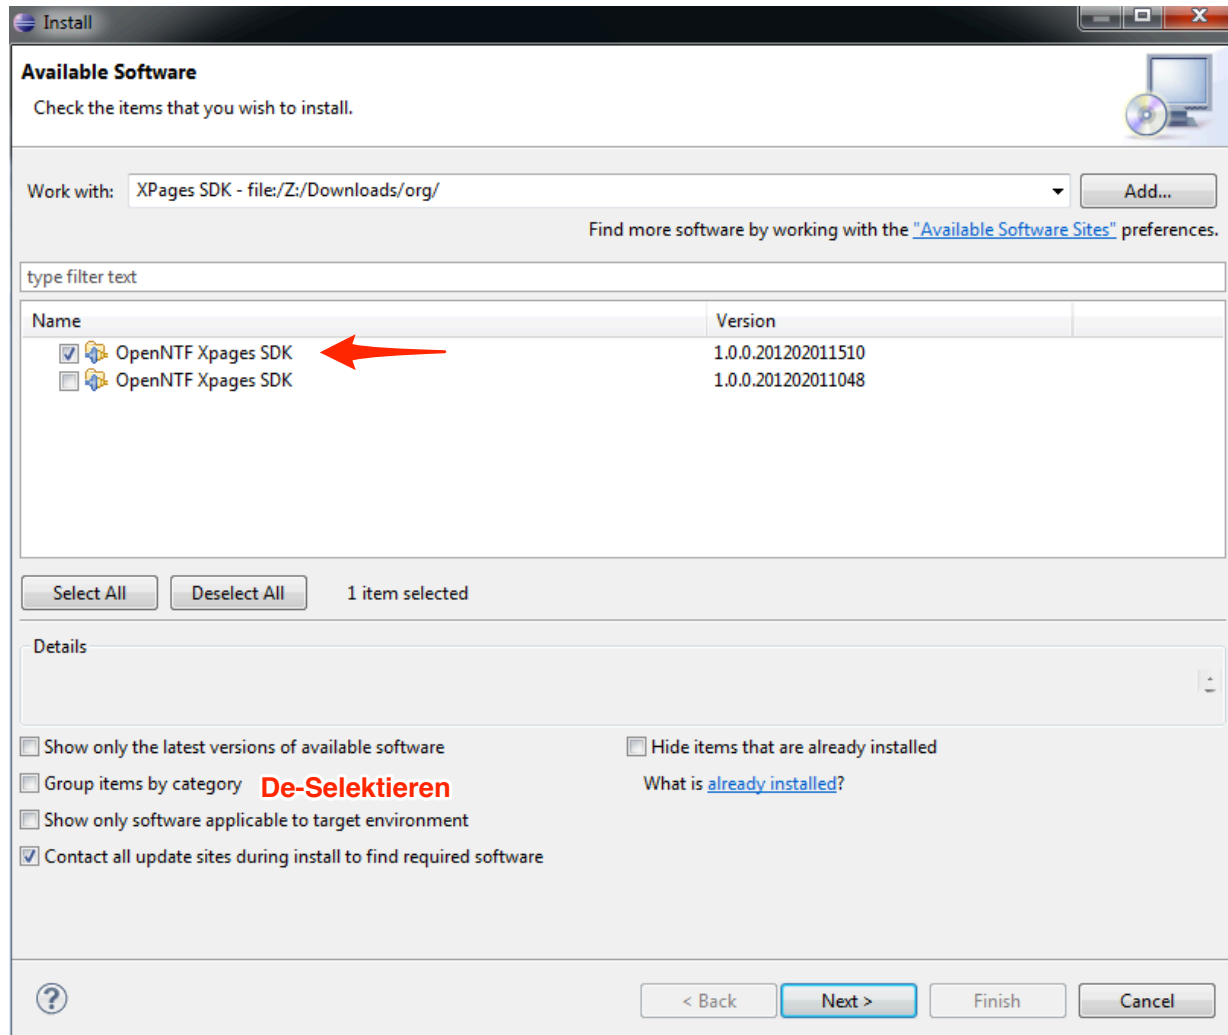 Install
Available Software
Check the items that you wish to install.
Work with: XPages SDK - file:/Z:/Downloads/org/ Add...
Find more software by working with the "Available Software Sites" preferences.
type filter text
Name Version
OpenNTF Xpages SDK 1.0.0.201202011510
OpenNTF Xpages SDK 1.0.0.201202011048
Select All Deselect All 1 item selected
Details
Show only the latest versions of available software Hide items that are already installed
Group items by category De-Selektieren What is already installed?
Show only software applicable to target environment
Contact all update sites during install to find required software
? < Back Next > Finish Cancel